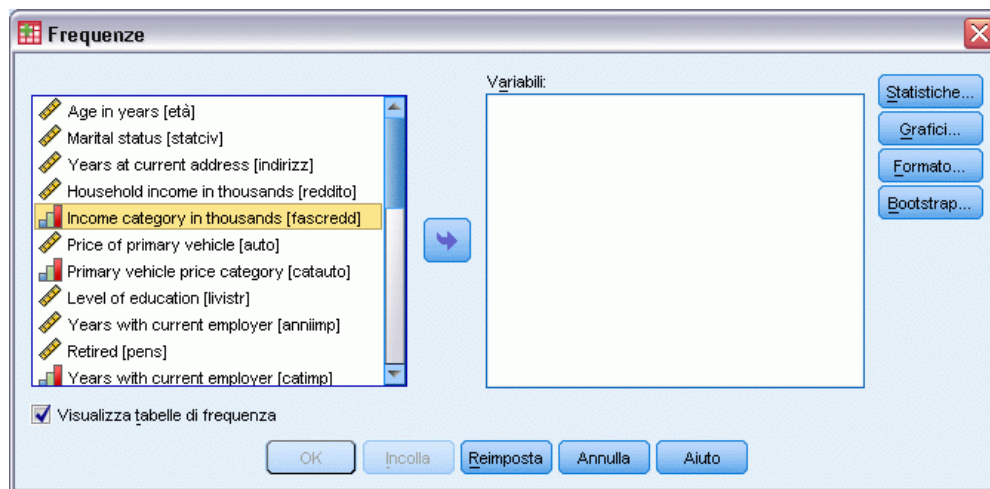 Frequenze
Age in years [età]
Marital status [statciv]
Years at current address [indirizz]
Household income in thousands [reddito]
Income category in thousands [fascredd]
Price of primary vehicle [auto]
Primary vehicle price category [catauto]
Level of education [livistr]
Years with current employer [anniimp]
Retired [pens]
Years with current employer [catimp]
Variabili:
Statistiche...
Grafici...
Formato...
Bootstrap...
Visualizza tabelle di frequenza
OK Incolla Reimposta Annulla Aiuto